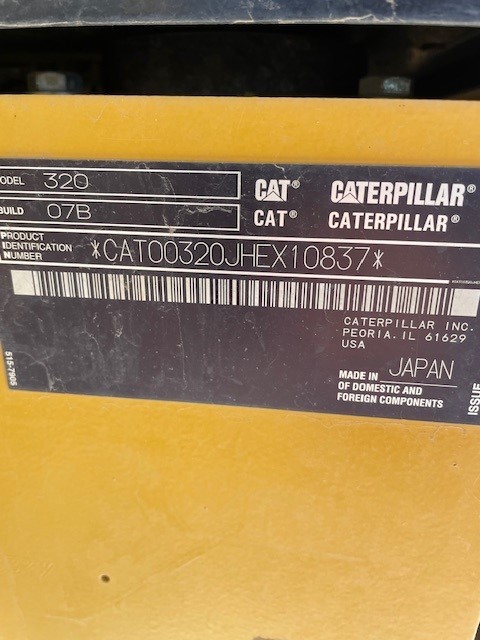 ODEL 320 CAT® CATERPILLAR®
UILD 07B CAT® CATERPILLAR®
PRODUCT
IDENTIFICATION
NUMBER *CAT00320JHEX10837*
CATERPILLAR INC.
PEORIA, IL 61629
USA
MADE IN JAPAN
OF DOMESTIC AND
FOREIGN COMPONENTS
515-7905
ISSUE